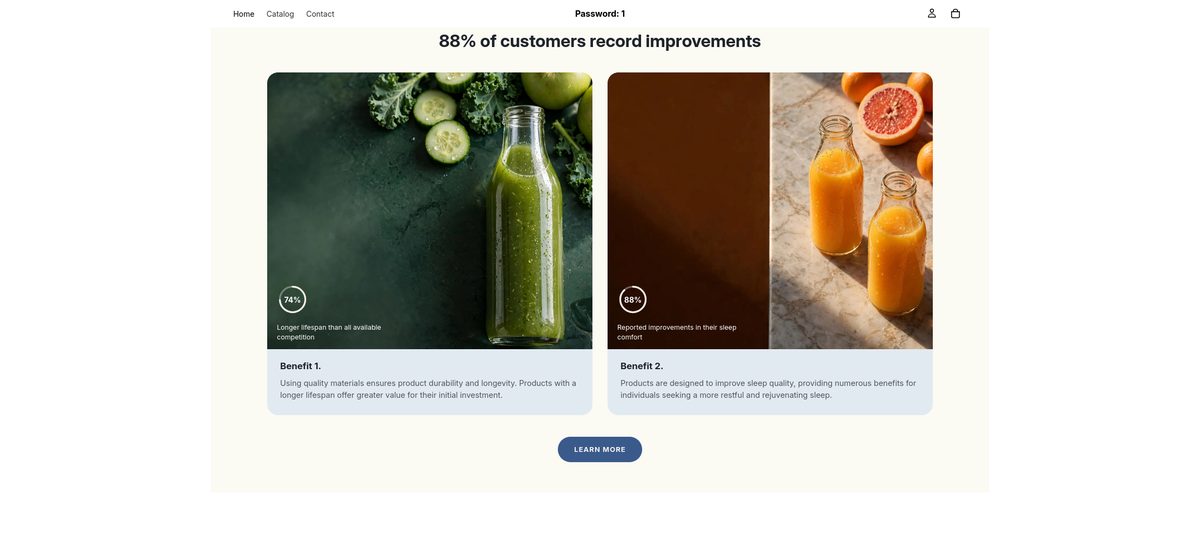 Home Catalog Contact Password: 1
88% of customers record improvements
74%
Longer lifespan than all available
competition
Benefit 1.
Using quality materials ensures product durability and longevity. Products with a
longer lifespan offer greater value for their initial investment.
88%
Reported improvements in their sleep
comfort
Benefit 2.
Products are designed to improve sleep quality, providing numerous benefits for
individuals seeking a more restful and rejuvenating sleep.
LEARN MORE